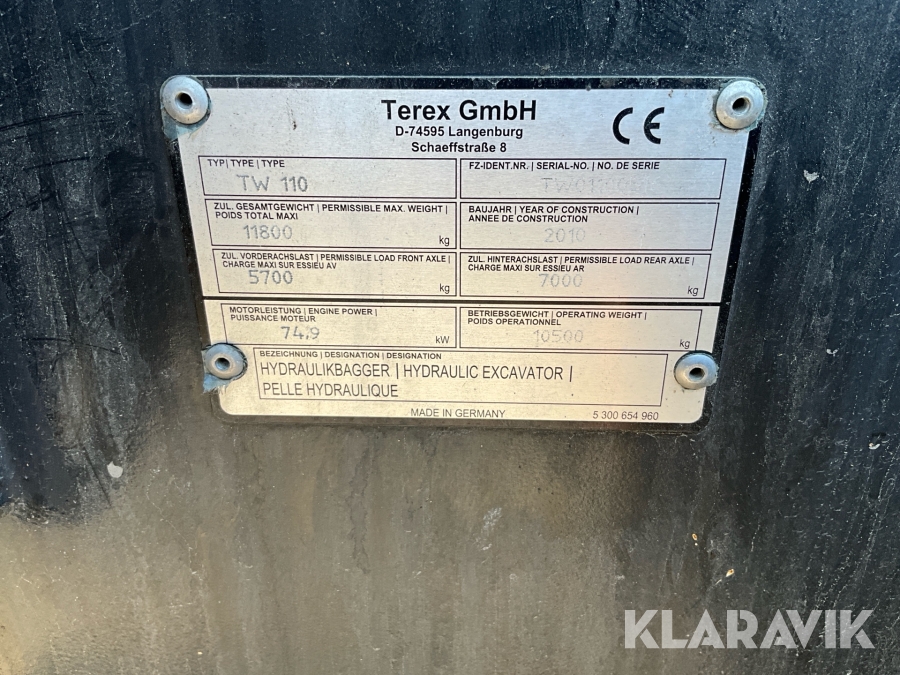 Terex GmbH
D-74595 Langenburg
Schaeffstraße 8
CE
TYP| TYPE | TYPE
TW 110
FZ-IDENT.NR. | SERIAL-NO. | NO. DE SERIE
ZUL. GESAMTGEWICHT | PERMISSIBLE MAX. WEIGHT |
POIDS TOTAL MAXI
11800 kg
BAUJAHR | YEAR OF CONSTRUCTION |
ANNEE DE CONSTRUCTION
2010
ZUL. VORDERACHSLAST | PERMISSIBLE LOAD FRONT AXLE |
CHARGE MAXI SUR ESSIEU AV
5700 kg
ZUL. HINTERACHSLAST | PERMISSIBLE LOAD REAR AXLE |
CHARGE MAXI SUR ESSIEU AR
7000 kg
MOTORLEISTUNG | ENGINE POWER |
PUISSANCE MOTEUR
74,9 kW
BETRIEBSGEWICHT | OPERATING WEIGHT |
POIDS OPERATIONNEL
10500 kg
BEZEICHNUNG | DESIGNATION | DESIGNATION
HYDRAULIKBAGGER | HYDRAULIC EXCAVATOR |
PELLE HYDRAULIQUE
MADE IN GERMANY 5 300 654 960
KLARAVIK